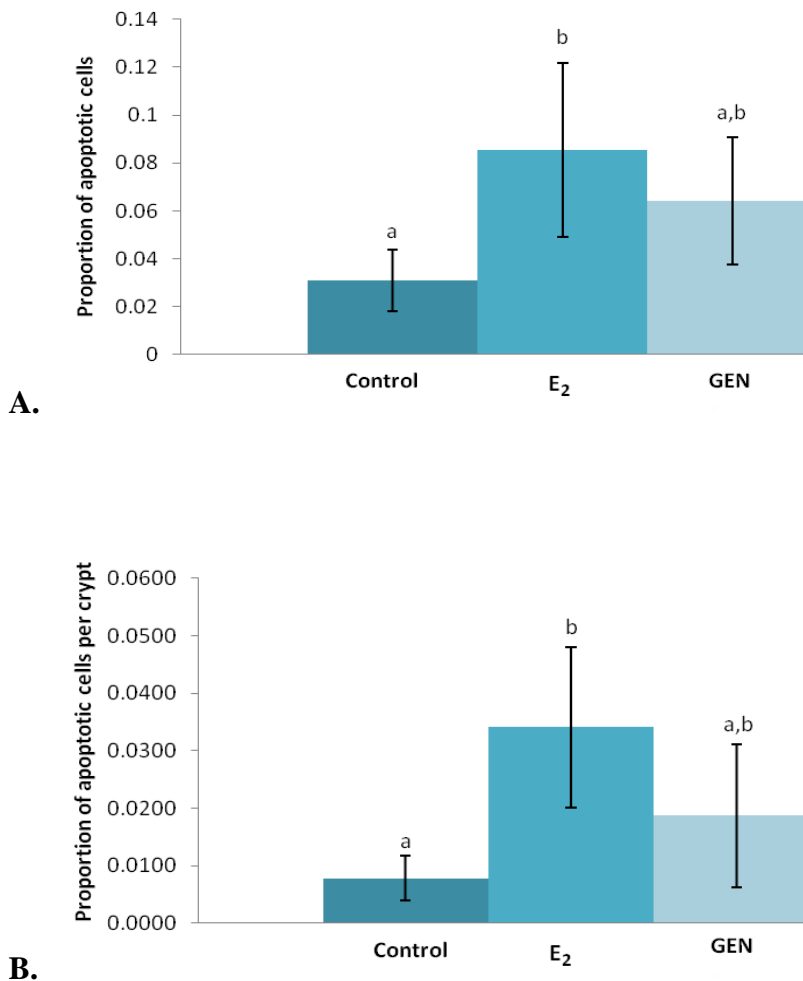 Proportion of apoptotic cells
0.14
0.12
0.1
0.08
0.06
0.04
0.02
0
a
b
a,b
Control
E₂
GEN
A.
Proportion of apoptotic cells per crypt
0.0600
0.0500
0.0400
0.0300
0.0200
0.0100
0.0000
a
b
a,b
Control
E₂
GEN
B.